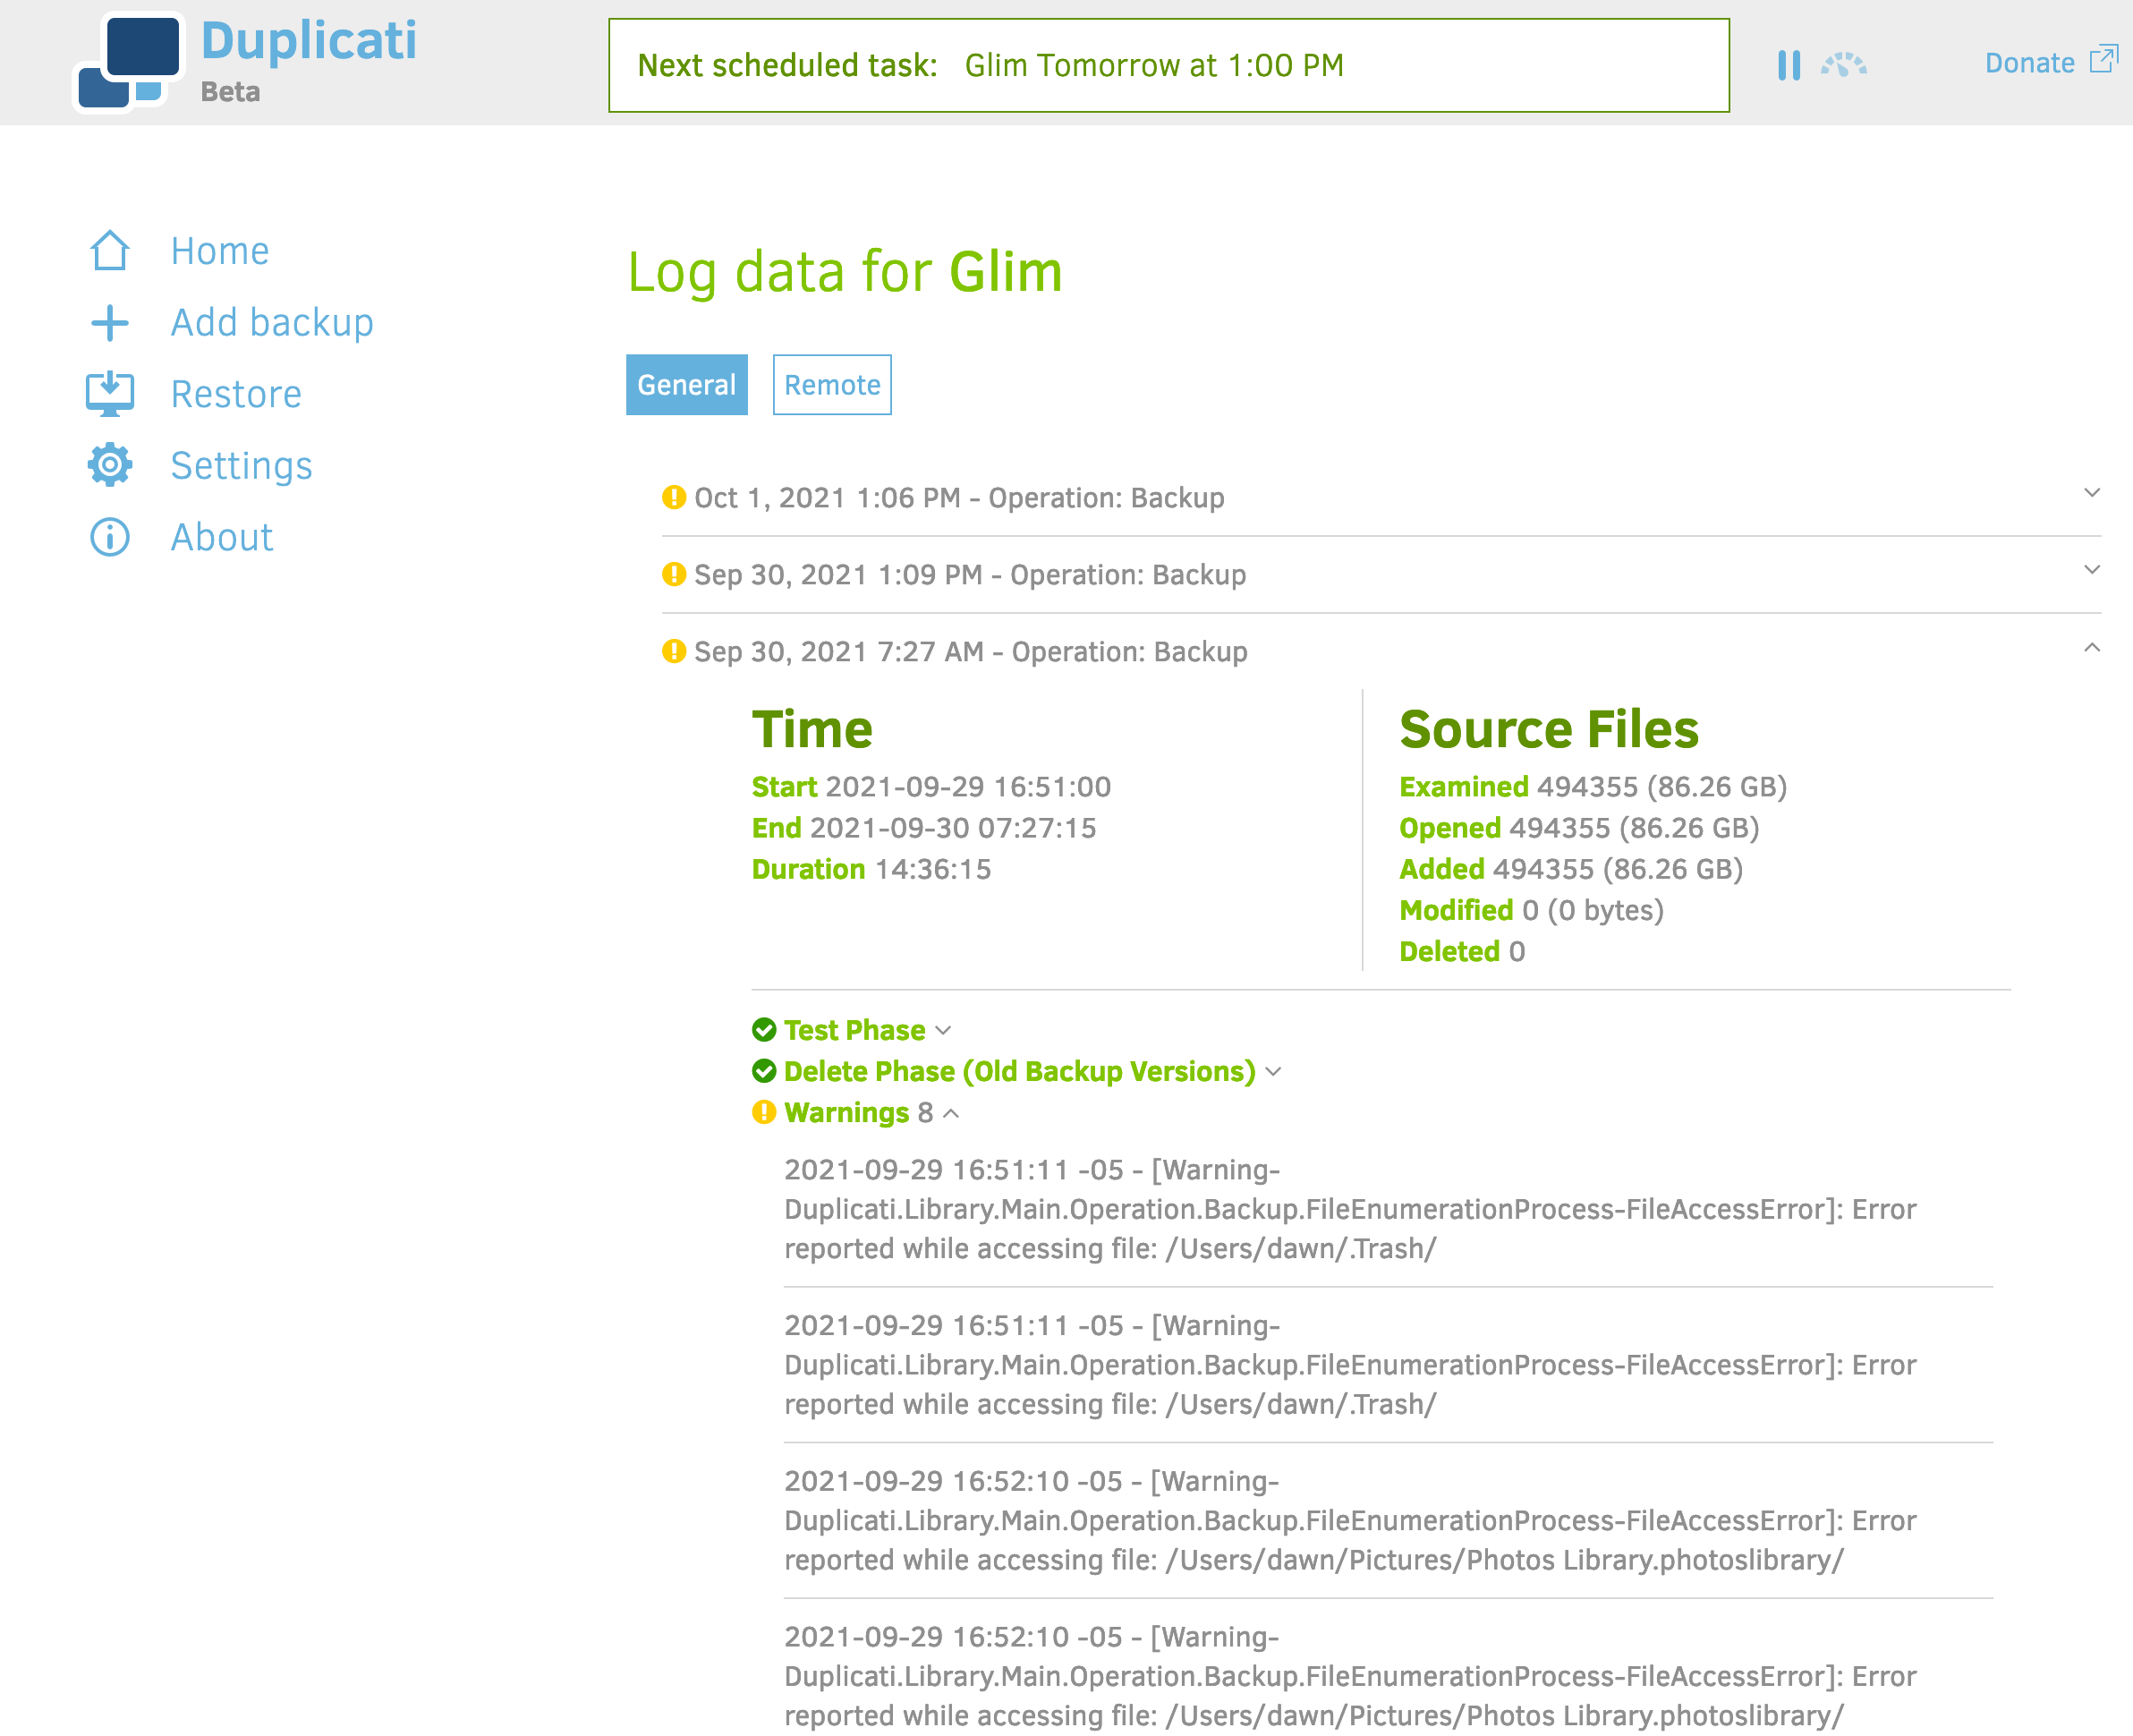 Duplicati
Beta
Next scheduled task: Glim Tomorrow at 1:00 PM
Donate
Home
Add backup
Restore
Settings
About
Log data for Glim
General
Remote
Oct 1, 2021 1:06 PM - Operation: Backup
Sep 30, 2021 1:09 PM - Operation: Backup
Sep 30, 2021 7:27 AM - Operation: Backup
Time
Start 2021-09-29 16:51:00
End 2021-09-30 07:27:15
Duration 14:36:15
Source Files
Examined 494355 (86.26 GB)
Opened 494355 (86.26 GB)
Added 494355 (86.26 GB)
Modified 0 (0 bytes)
Deleted 0
Test Phase
Delete Phase (Old Backup Versions)
Warnings 8
2021-09-29 16:51:11 -05 - [Warning-
Duplicati.Library.Main.Operation.Backup.FileEnumerationProcess-FileAccessError]: Error
reported while accessing file: /Users/dawn/.Trash/
2021-09-29 16:51:11 -05 - [Warning-
Duplicati.Library.Main.Operation.Backup.FileEnumerationProcess-FileAccessError]: Error
reported while accessing file: /Users/dawn/.Trash/
2021-09-29 16:52:10 -05 - [Warning-
Duplicati.Library.Main.Operation.Backup.FileEnumerationProcess-FileAccessError]: Error
reported while accessing file: /Users/dawn/Pictures/Photos Library.photoslibrary/
2021-09-29 16:52:10 -05 - [Warning-
Duplicati.Library.Main.Operation.Backup.FileEnumerationProcess-FileAccessError]: Error
reported while accessing file: /Users/dawn/Pictures/Photos Library.photoslibrary/